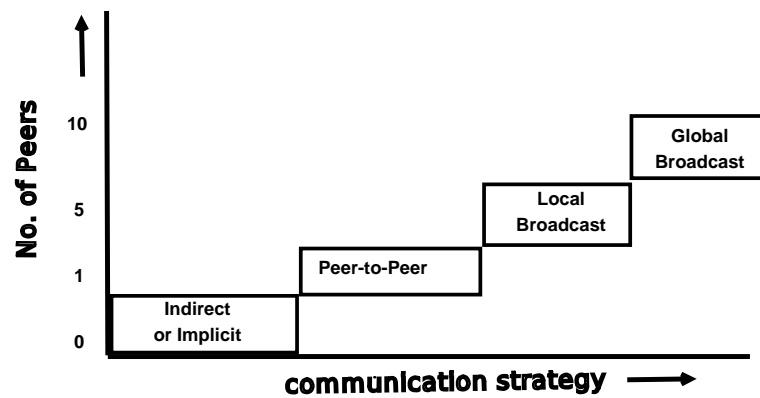 No. of Peers
10
5
1
0
Global
Broadcast
Local
Broadcast
Peer-to-Peer
Indirect
or Implicit
communication strategy